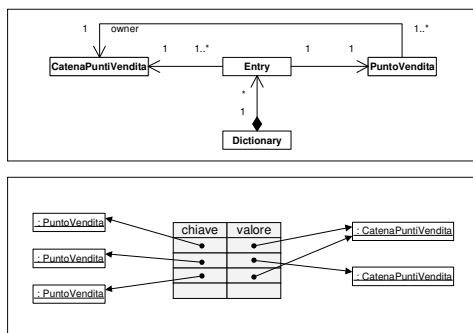 1 owner 1..*
1 1..* 1 1
CatenaPuntiVendita Entry PuntoVendita
*
1
Dictionary
chiave valore
: PuntoVendita : CatenaPuntiVendita
: PuntoVendita
: CatenaPuntiVendita
: PuntoVendita